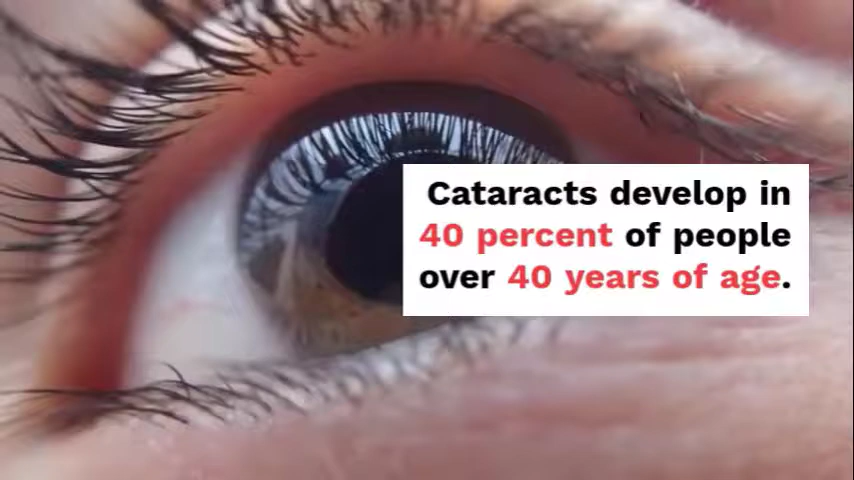 Cataracts develop in
40 percent of people
over 40 years of age.